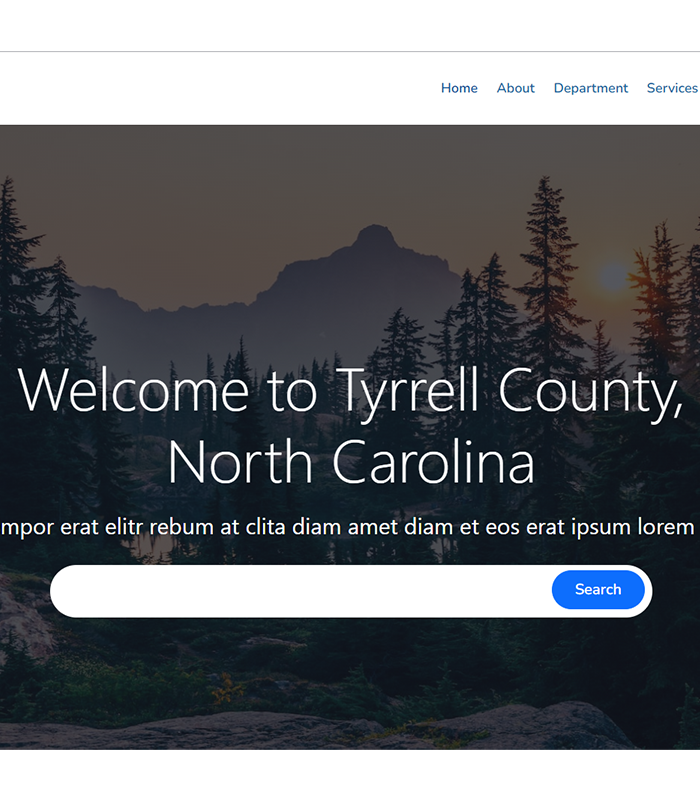 Home About Department Services
Welcome to Tyrrell County,
North Carolina
mpor erat elitr rebum at clita diam amet diam et eos erat ipsum lorem
Search